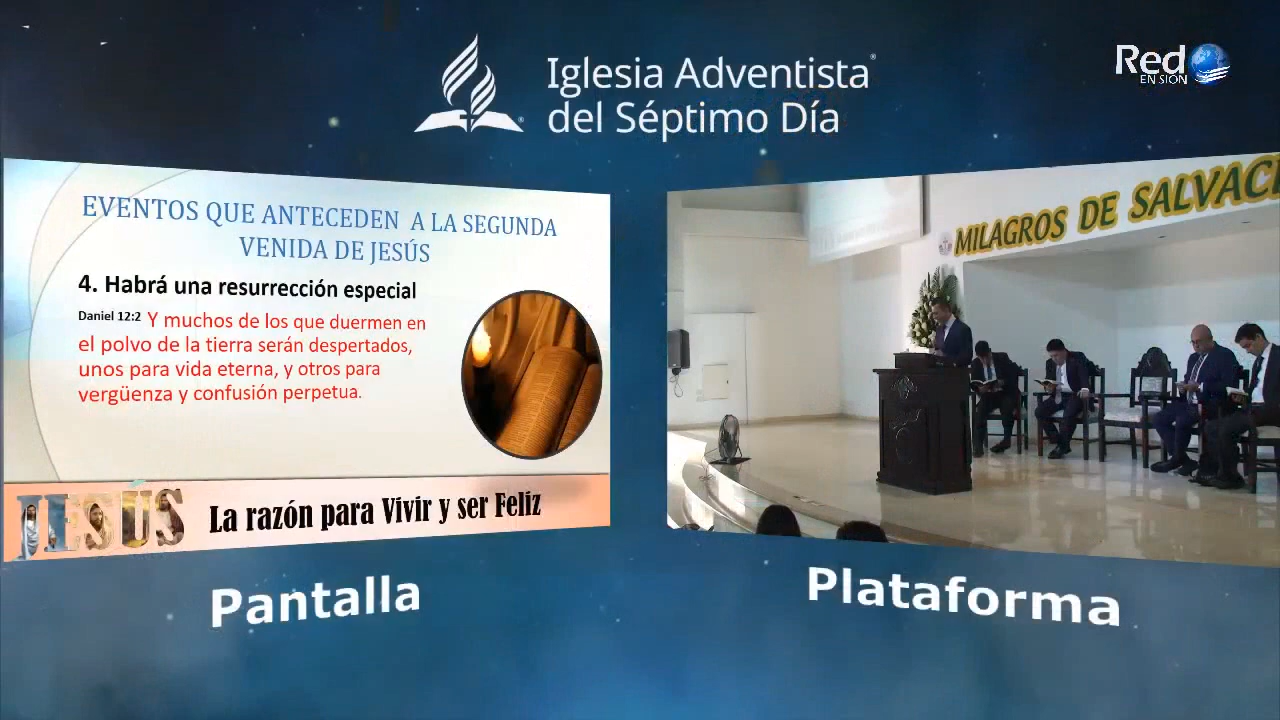 Iglesia Adventista®
del Séptimo Día
Red
EN SION
EVENTOS QUE ANTECEDEN A LA SEGUNDA
VENIDA DE JESÚS
4. Habrá una resurrección especial
Daniel 12:2 Y muchos de los que duermen en
el polvo de la tierra serán despertados,
unos para vida eterna, y otros para
vergüenza y confusión perpetua.
JESÚS La razón para Vivir y ser Feliz
MILAGROS DE SALVACI
Pantalla
Plataforma